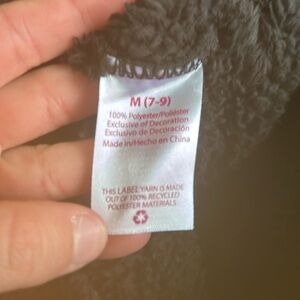 M (7-9)
100% Polyester/Poliéster
Exclusive of Decoration
Exclusivo de Decoración
Made in/Hecho en China
THIS LABEL YARN IS MADE
OUT OF 100% RECYCLED
POLYESTER MATERIALS.